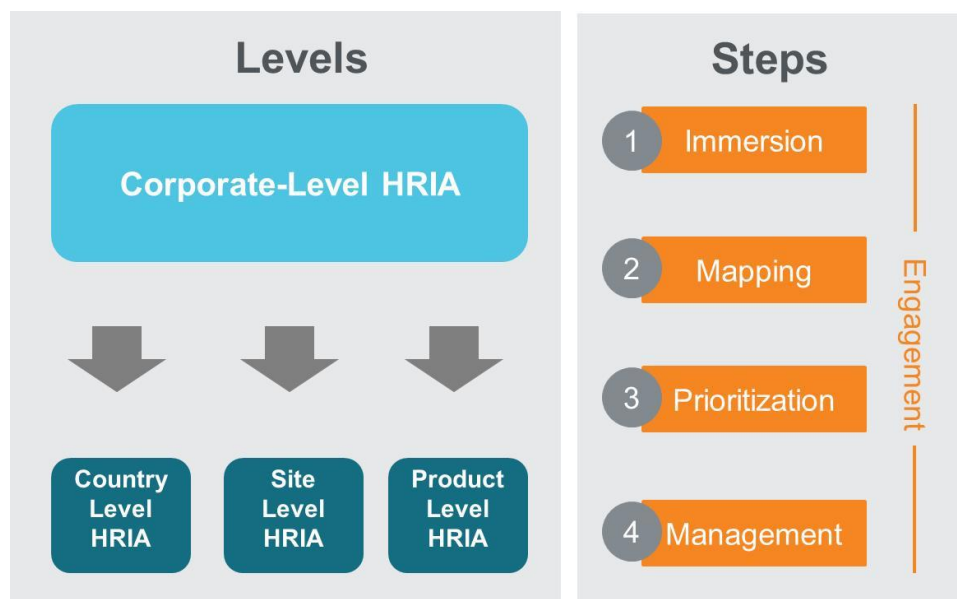 Levels
Corporate-Level HRIA
Country
Level
HRIA
Site
Level
HRIA
Product
Level
HRIA
Steps
1 Immersion
2 Mapping
3 Prioritization
4 Management
Engagement